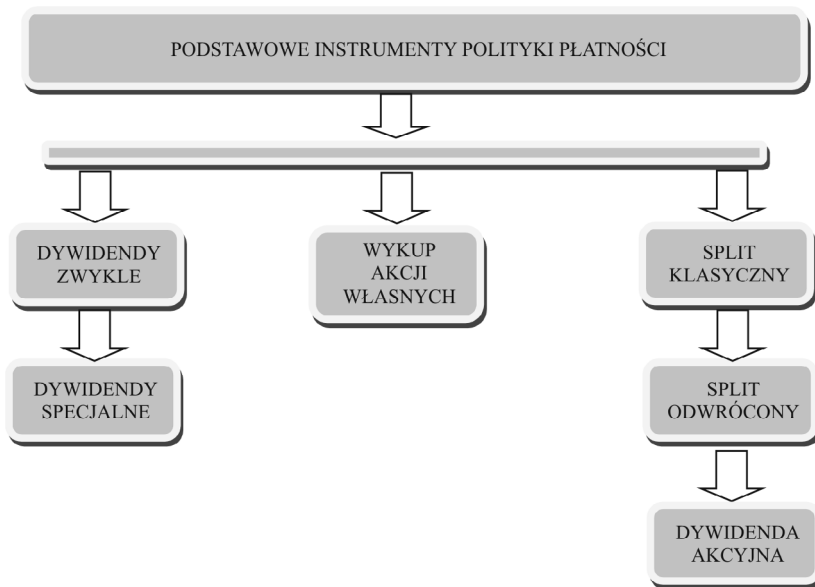 PODSTAWOWE INSTRUMENTY POLITYKI PŁATNOŚCI
DYWIDENDY
ZWYKLE
WYKUP
AKCJI
WŁASNYCH
SPLIT
KLASYCZNY
DYWIDENDY
SPECJALNE
SPLIT
ODWRÓCONY
DYWIDENDA
AKCYJNA